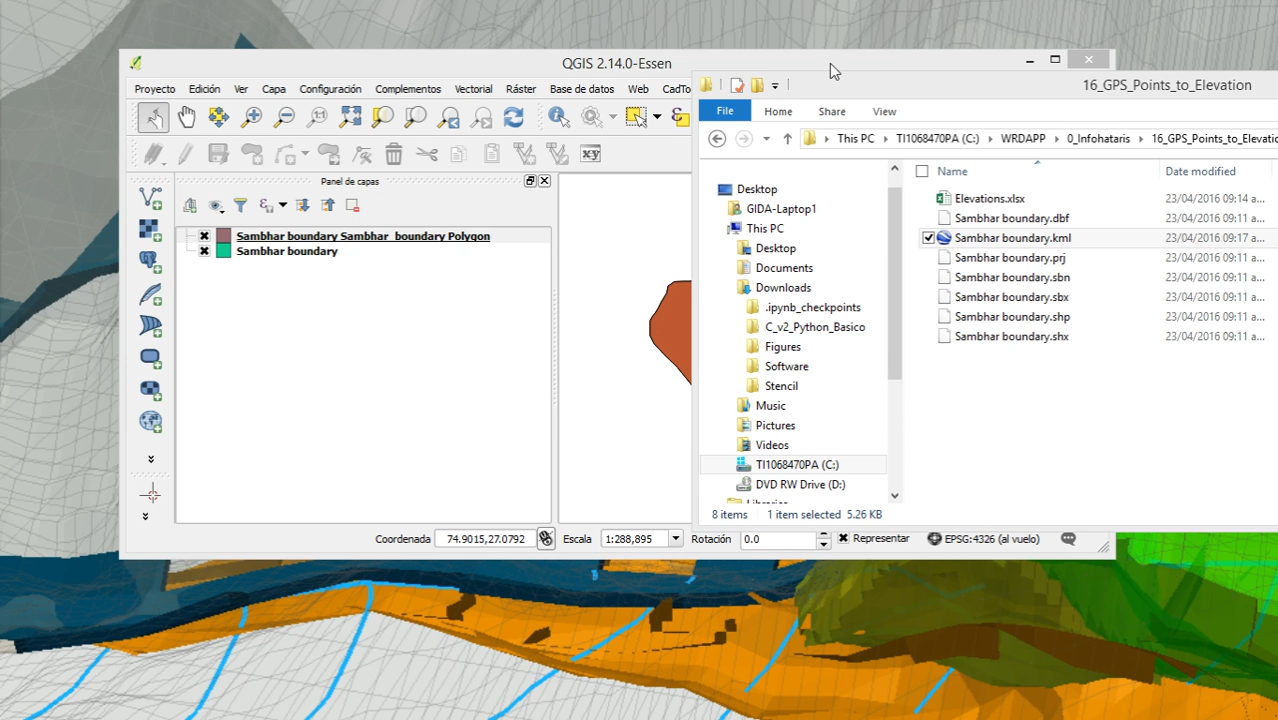 QGIS 2.14.0-Essen
Proyecto Edición Ver Capa Configuración Complementos Vectorial Ráster Base de datos Web CadTo
Panel de capas
Sambhar boundary Sambhar_boundary Polygon
Sambhar boundary
Coordenada 74.9015,27.0792 Escala 1:288,895 Rotación 0.0 Representar EPSG:4326 (al vuelo)
16_GPS_Points_to_Elevation
File Home Share View
This PC TI1068470PA (C:) WRDAPP 0_Infohataris 16_GPS_Points_to_Elevatio
Name Date modified
Desktop
GIDA-Laptop1
This PC
Desktop
Documents
Downloads
.ipynb_checkpoints
C_v2_Python_Basico
Figures
Software
Stencil
Music
Pictures
Videos
TI1068470PA (C:)
DVD RW Drive (D:)
Elevations.xlsx 23/04/2016 09:14 a...
Sambhar boundary.dbf 23/04/2016 09:11 a...
Sambhar boundary.kml 23/04/2016 09:17 a...
Sambhar boundary.prj 23/04/2016 09:11 a...
Sambhar boundary.sbn 23/04/2016 09:11 a...
Sambhar boundary.sbx 23/04/2016 09:11 a...
Sambhar boundary.shp 23/04/2016 09:11 a...
Sambhar boundary.shx 23/04/2016 09:11 a...
8 items 1 item selected 5.26 KB